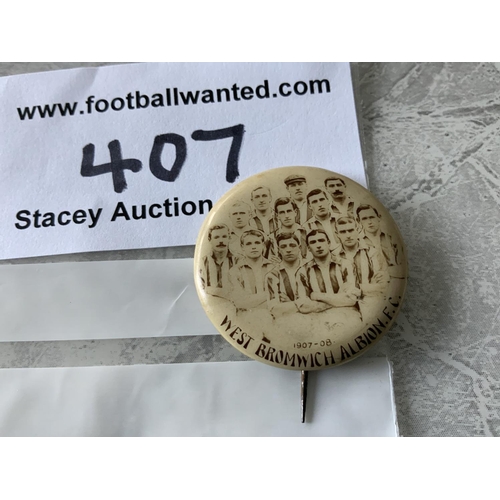 www.footballwanted.com
407
Stacey Auction
1907-08
WEST BROMWICH ALBION.F.C.